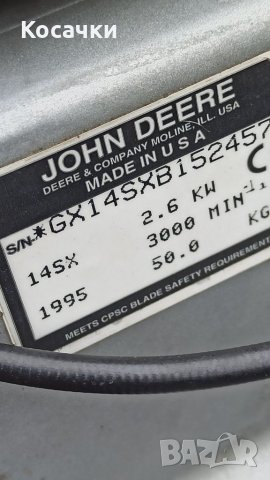 Косачки
JOHN DEERE
DEERE & COMPANY MOLINE, ILL. USA
MADE IN U S A
S/N. *GX14SXB152457
14SX 2.6 KW
3000 MIN-1
1995 50.0 KG
MEETS CPSC BLADE SAFETY REQUIREMENT
BAZAR.BG